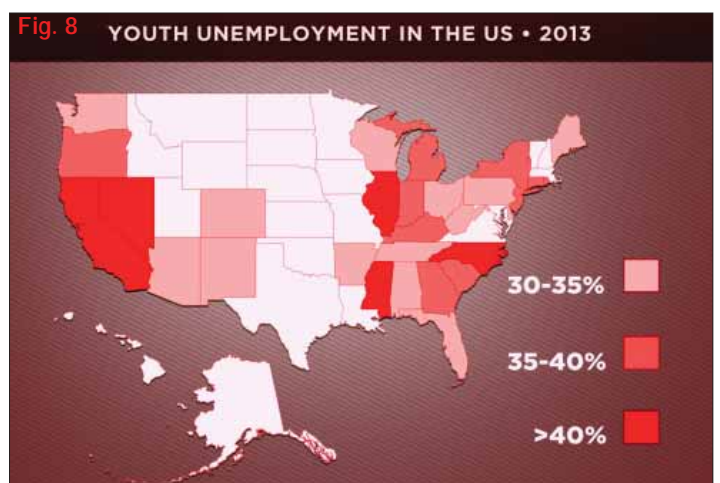 Fig. 8
YOUTH UNEMPLOYMENT IN THE US • 2013
30-35%
35-40%
>40%